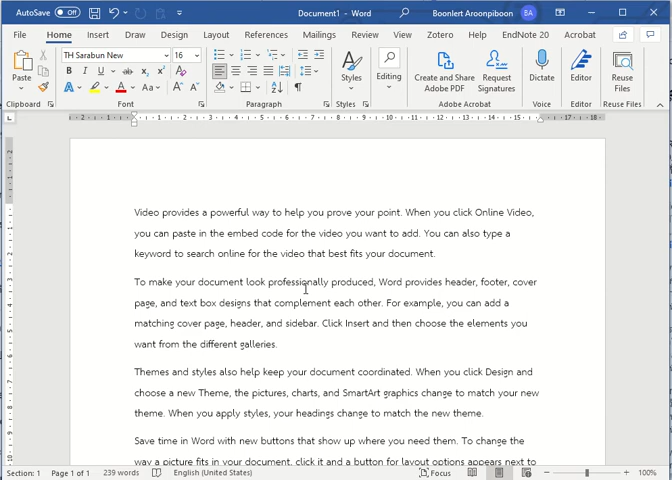 AutoSave Off Document1 - Word Boonlert Aroonpiboon BA
File Home Insert Draw Design Layout References Mailings Review View Zotero Help EndNote 20 Acrobat
TH Sarabun New 16
Paste Styles Editing Create and Share Adobe PDF Request Signatures Dictate Editor Reuse Files
Clipboard Font Paragraph Styles Adobe Acrobat Voice Editor Reuse Files
Video provides a powerful way to help you prove your point. When you click Online Video,
you can paste in the embed code for the video you want to add. You can also type a
keyword to search online for the video that best fits your document.
To make your document look professionally produced, Word provides header, footer, cover
page, and text box designs that complement each other. For example, you can add a
matching cover page, header, and sidebar. Click Insert and then choose the elements you
want from the different galleries.
Themes and styles also help keep your document coordinated. When you click Design and
choose a new Theme, the pictures, charts, and SmartArt graphics change to match your new
theme. When you apply styles, your headings change to match the new theme.
Save time in Word with new buttons that show up where you need them. To change the
way a picture fits in your document, click it and a button for layout options appears next to
Section: 1 Page 1 of 1 239 words English (United States) Focus 100%